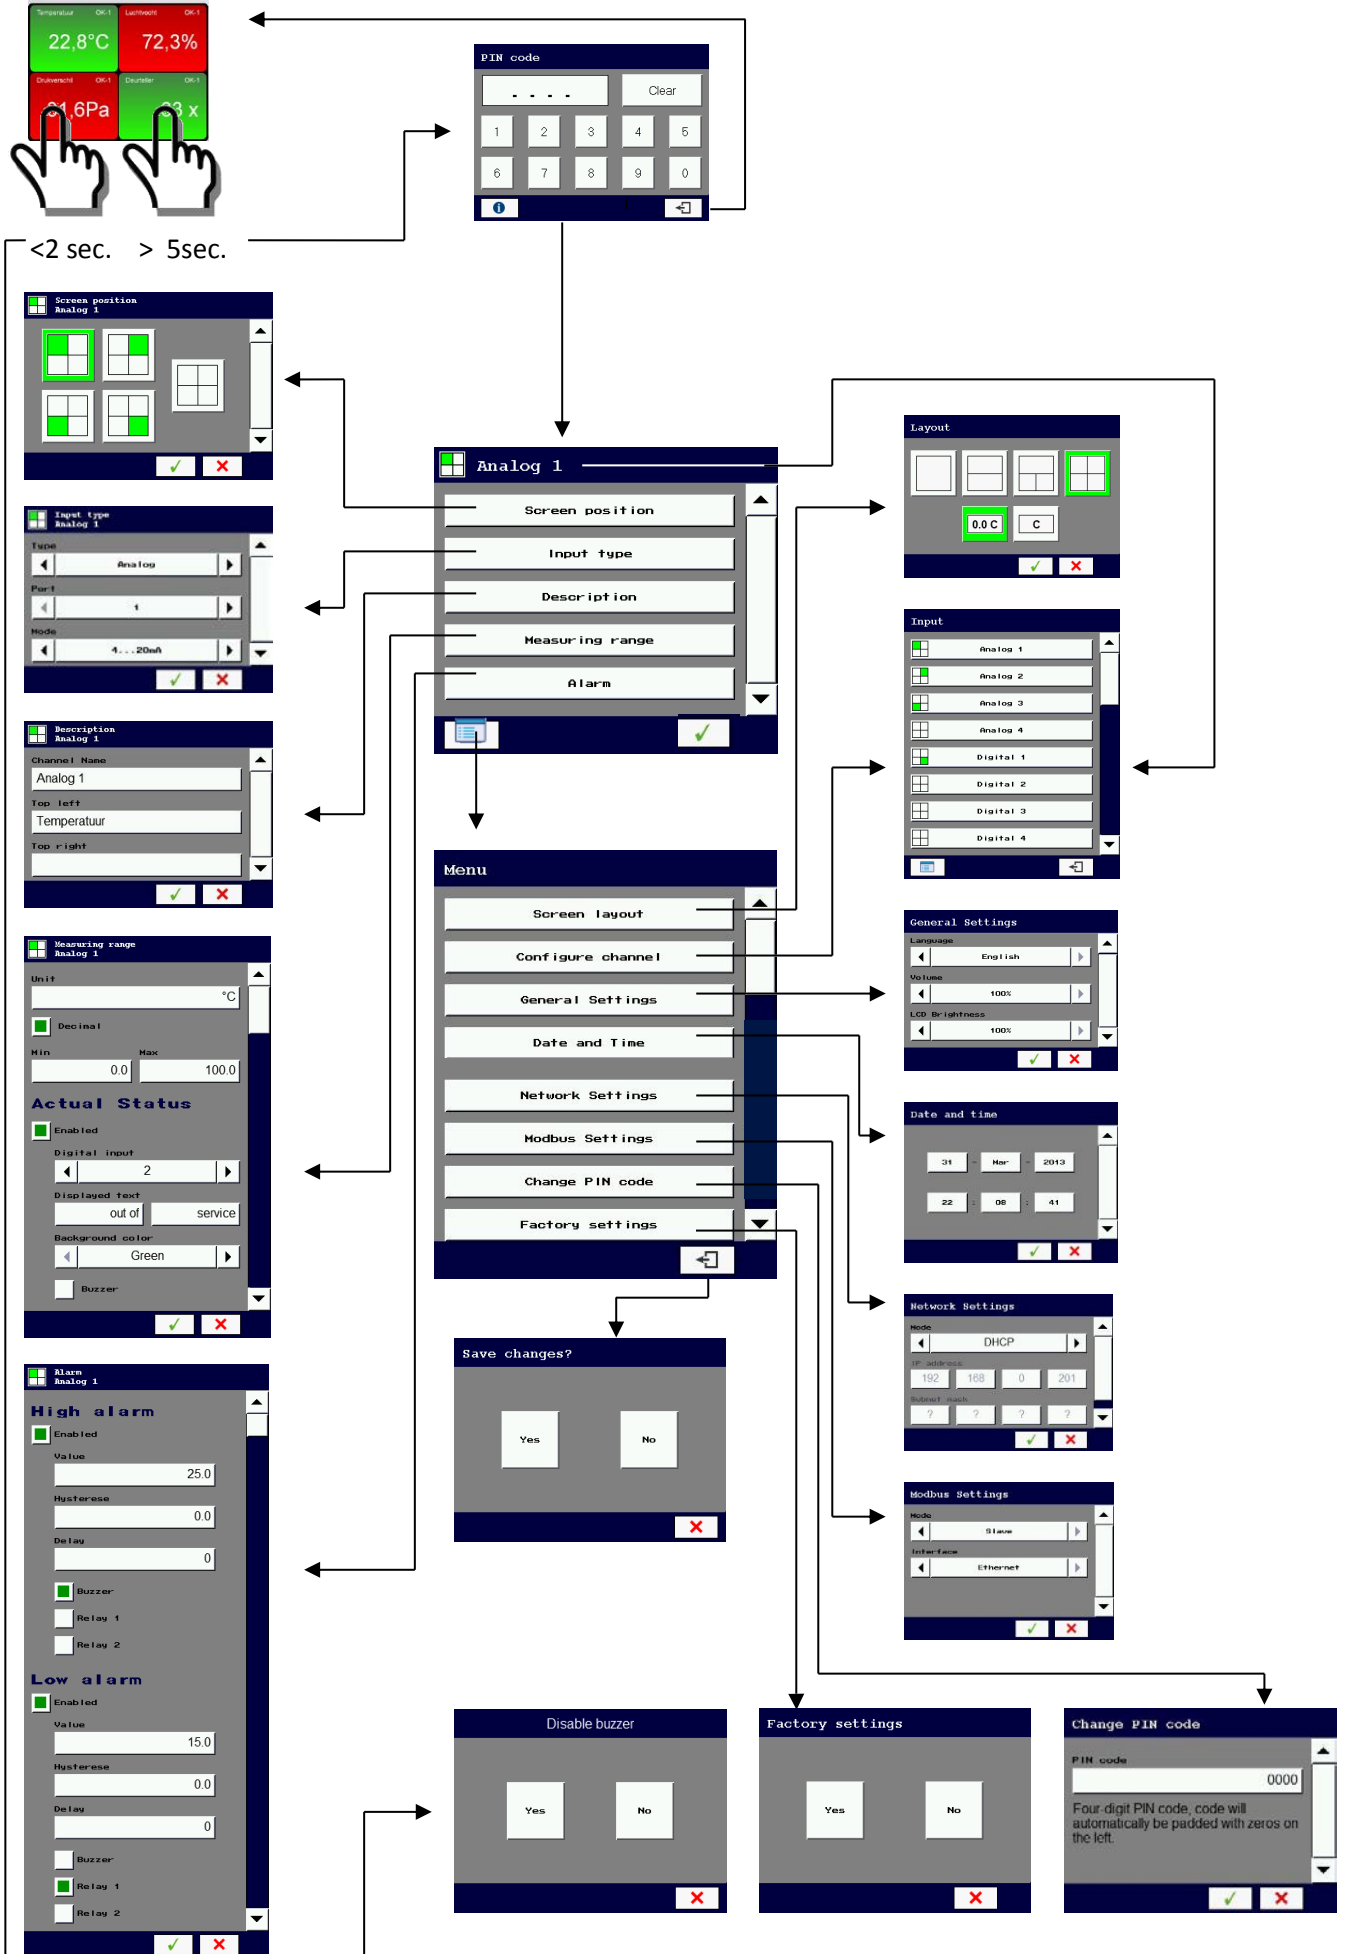 Temperatuur OK-1
22,8°C
Luchtvocht OK-1
72,3%
Drukverschil OK-1
,6Pa
Deurteller OK-1
3 x
<2 sec. > 5sec.
PIN code
- - - -
Clear
1 2 3 4 5
6 7 8 9 0
Screen position
Analog 1
Input type
Analog 1
Type
Analog
Port
1
Mode
4...20mA
Description
Analog 1
Channel Name
Analog 1
Top left
Temperatuur
Top right
Measuring range
Analog 1
Unit
°C
Decimal
Min Max
0.0 100.0
Actual Status
Enabled
Digital input
2
Displayed text
out of service
Background color
Green
Buzzer
Alarm
Analog 1
High alarm
Enabled
Value
25.0
Hysterese
0.0
Delay
0
Buzzer
Relay 1
Relay 2
Low alarm
Enabled
Value
15.0
Hysterese
0.0
Delay
0
Buzzer
Relay 1
Relay 2
Analog 1
Screen position
Input type
Description
Measuring range
Alarm
Menu
Screen layout
Configure channel
General Settings
Date and Time
Network Settings
Modbus Settings
Change PIN code
Factory settings
Save changes?
Yes No
Disable buzzer
Yes No
Layout
0.0 C C
Input
Analog 1
Analog 2
Analog 3
Analog 4
Digital 1
Digital 2
Digital 3
Digital 4
General Settings
Language
English
Volume
100%
LCD Brightness
100%
Date and time
31 - Mar - 2013
22 : 08 : 41
Network Settings
Mode
DHCP
IP address
192 168 0 201
Subnet mask
? ? ? ?
Modbus Settings
Mode
Slave
Interface
Ethernet
Factory settings
Yes No
Change PIN code
PIN code
0000
Four-digit PIN code, code will
automatically be padded with zeros on
the left.